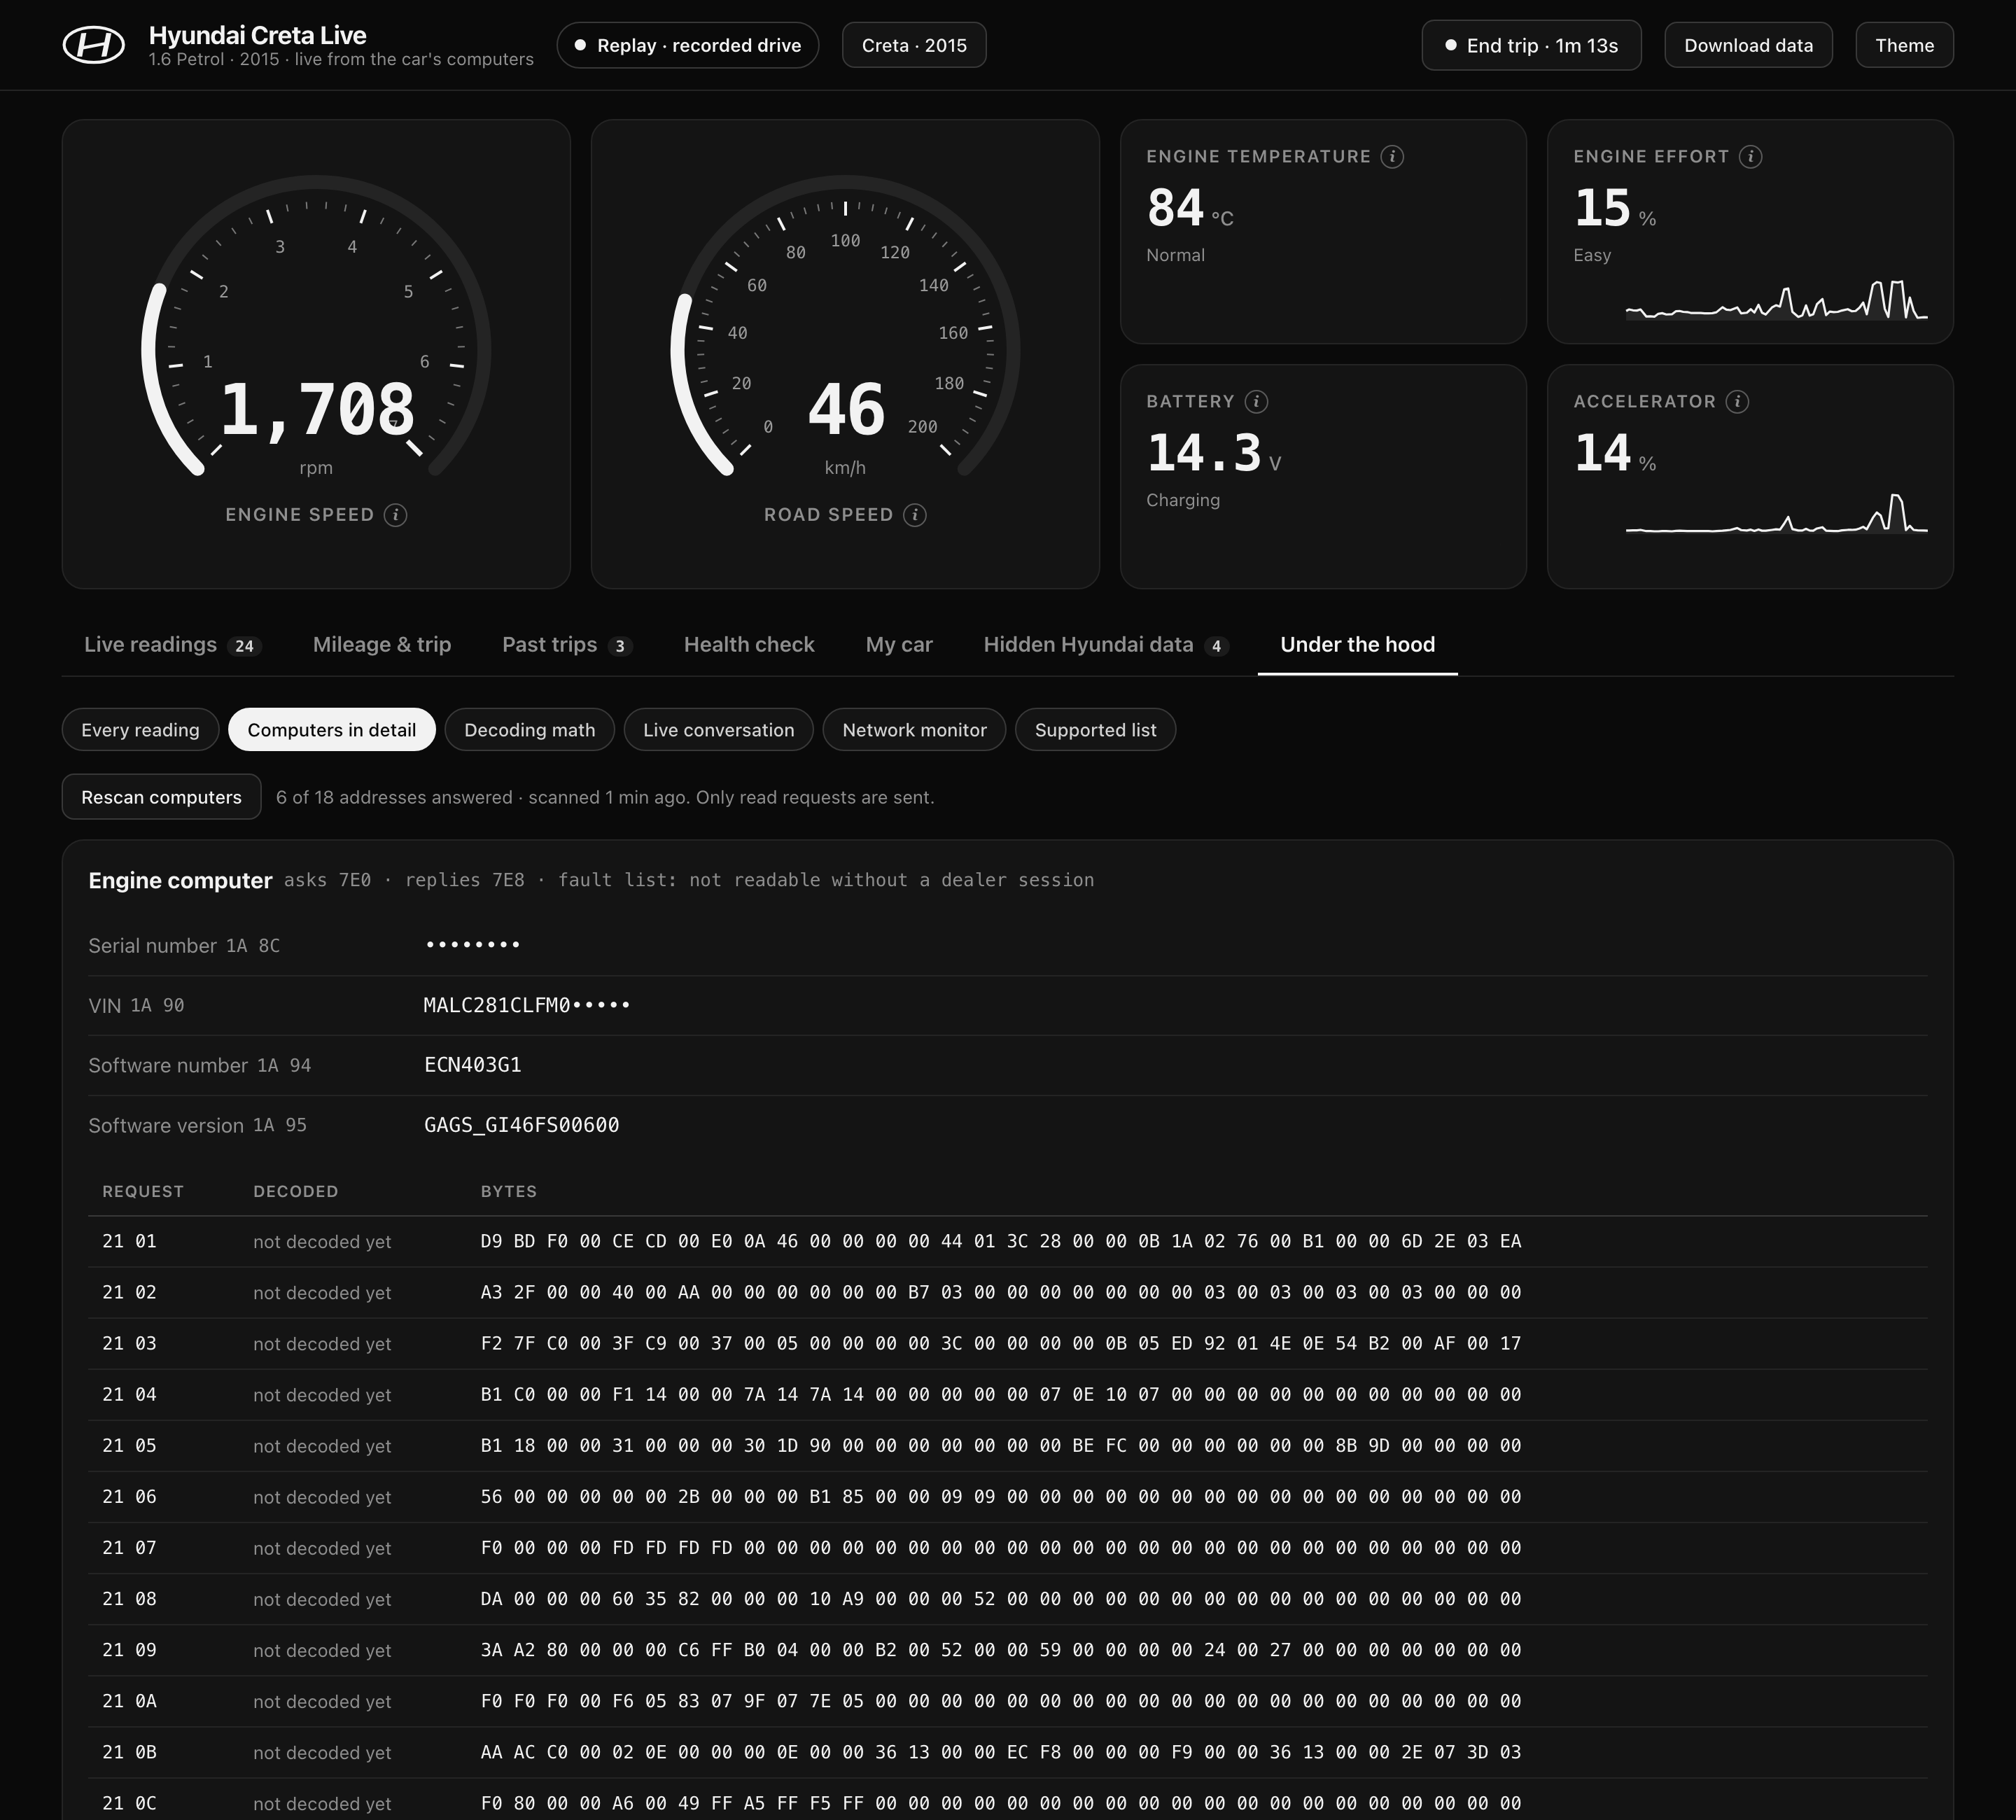 Hyundai Creta Live
1.6 Petrol · 2015 · live from the car's computers
Replay · recorded drive
Creta · 2015
End trip · 1m 13s
Download data
Theme
1
2
3
4
5
6
7
1,708
rpm
ENGINE SPEED i
0
20
40
60
80
100
120
140
160
180
200
46
km/h
ROAD SPEED i
ENGINE TEMPERATURE i
84 °C
Normal
ENGINE EFFORT i
15 %
Easy
BATTERY i
14.3 V
Charging
ACCELERATOR i
14 %
Live readings 24
Mileage & trip
Past trips 3
Health check
My car
Hidden Hyundai data 4
Under the hood
Every reading
Computers in detail
Decoding math
Live conversation
Network monitor
Supported list
Rescan computers
6 of 18 addresses answered · scanned 1 min ago. Only read requests are sent.
Engine computer asks 7E0 · replies 7E8 · fault list: not readable without a dealer session
Serial number 1A 8C ••••••••
VIN 1A 90 MALC281CLFM0•••••
Software number 1A 94 ECN403G1
Software version 1A 95 GAGS_GI46FS00600
REQUEST DECODED BYTES
21 01 not decoded yet D9 BD F0 00 CE CD 00 E0 0A 46 00 00 00 00 44 01 3C 28 00 00 0B 1A 02 76 00 B1 00 00 6D 2E 03 EA
21 02 not decoded yet A3 2F 00 00 40 00 AA 00 00 00 00 00 00 B7 03 00 00 00 00 00 00 00 03 00 03 00 03 00 03 00 00 00
21 03 not decoded yet F2 7F C0 00 3F C9 00 37 00 05 00 00 00 00 3C 00 00 00 00 0B 05 ED 92 01 4E 0E 54 B2 00 AF 00 17
21 04 not decoded yet B1 C0 00 00 F1 14 00 00 7A 14 7A 14 00 00 00 00 00 07 0E 10 07 00 00 00 00 00 00 00 00 00 00 00
21 05 not decoded yet B1 18 00 00 31 00 00 00 30 1D 90 00 00 00 00 00 00 00 BE FC 00 00 00 00 00 00 8B 9D 00 00 00 00
21 06 not decoded yet 56 00 00 00 00 00 2B 00 00 00 B1 85 00 00 09 09 00 00 00 00 00 00 00 00 00 00 00 00 00 00 00 00
21 07 not decoded yet F0 00 00 00 FD FD FD FD 00 00 00 00 00 00 00 00 00 00 00 00 00 00 00 00 00 00 00 00 00 00 00 00
21 08 not decoded yet DA 00 00 00 60 35 82 00 00 00 10 A9 00 00 00 52 00 00 00 00 00 00 00 00 00 00 00 00 00 00 00 00
21 09 not decoded yet 3A A2 80 00 00 00 C6 FF B0 04 00 00 B2 00 52 00 00 59 00 00 00 00 24 00 27 00 00 00 00 00 00 00
21 0A not decoded yet F0 F0 F0 00 F6 05 83 07 9F 07 7E 05 00 00 00 00 00 00 00 00 00 00 00 00 00 00 00 00 00 00 00 00
21 0B not decoded yet AA AC C0 00 02 0E 00 00 00 0E 00 00 36 13 00 00 EC F8 00 00 00 F9 00 00 36 13 00 00 2E 07 3D 03
21 0C not decoded yet F0 80 00 00 A6 00 49 FF A5 FF F5 FF 00 00 00 00 00 00 00 00 00 00 00 00 00 00 00 00 00 00 00 00